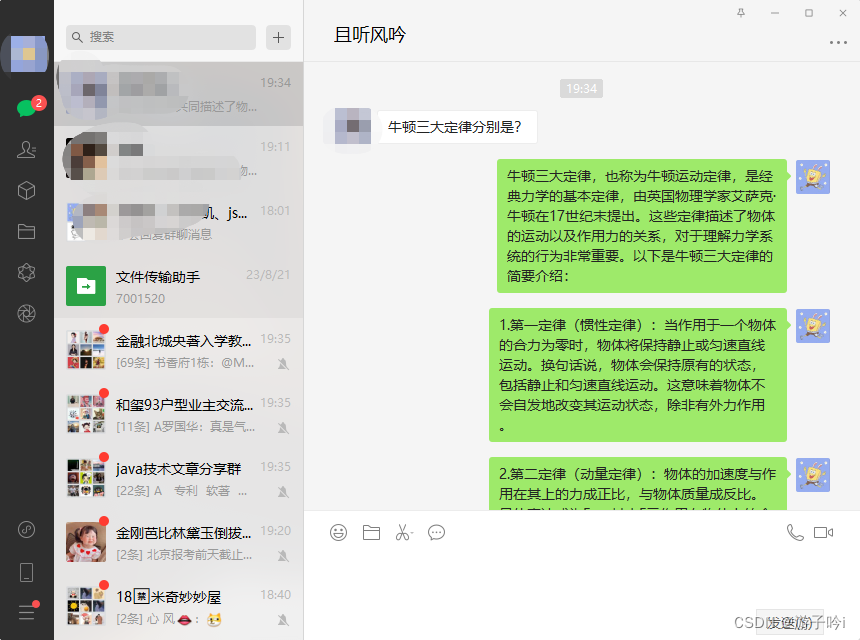 搜索
且听风吟
2
19:34
共同描述了物...
19:11
物...
、js...
18:01
文件传输助手
23/8/21
7001520
金融北城央著入学教...
19:35
[69条] 书香府1栋：@M...
和玺93户型业主交流...
19:35
[11条] A罗国华：真是气...
java技术文章分享群
19:35
[22条] A 专利 软著 ...
金刚芭比林黛玉倒拔...
19:20
[2条] 北京报考前天截止...
18禁米奇妙妙屋
18:40
[2条] 心 风👄：😼
19:34
牛顿三大定律分别是?
牛顿三大定律，也称为牛顿运动定律，是经
典力学的基本定律，由英国物理学家艾萨克·
牛顿在17世纪末提出。这些定律描述了物体
的运动以及作用力的关系，对于理解力学系
统的行为非常重要。以下是牛顿三大定律的
简要介绍：
1.第一定律（惯性定律）：当作用于一个物体
的合力为零时，物体将保持静止或匀速直线
运动。换句话说，物体会保持原有的状态，
包括静止和匀速直线运动。这意味着物体不
会自发地改变其运动状态，除非有外力作用
。
2.第二定律（动量定律）：物体的加速度与作
用在其上的力成正比，与物体质量成反比。
CSDN @游子吟i